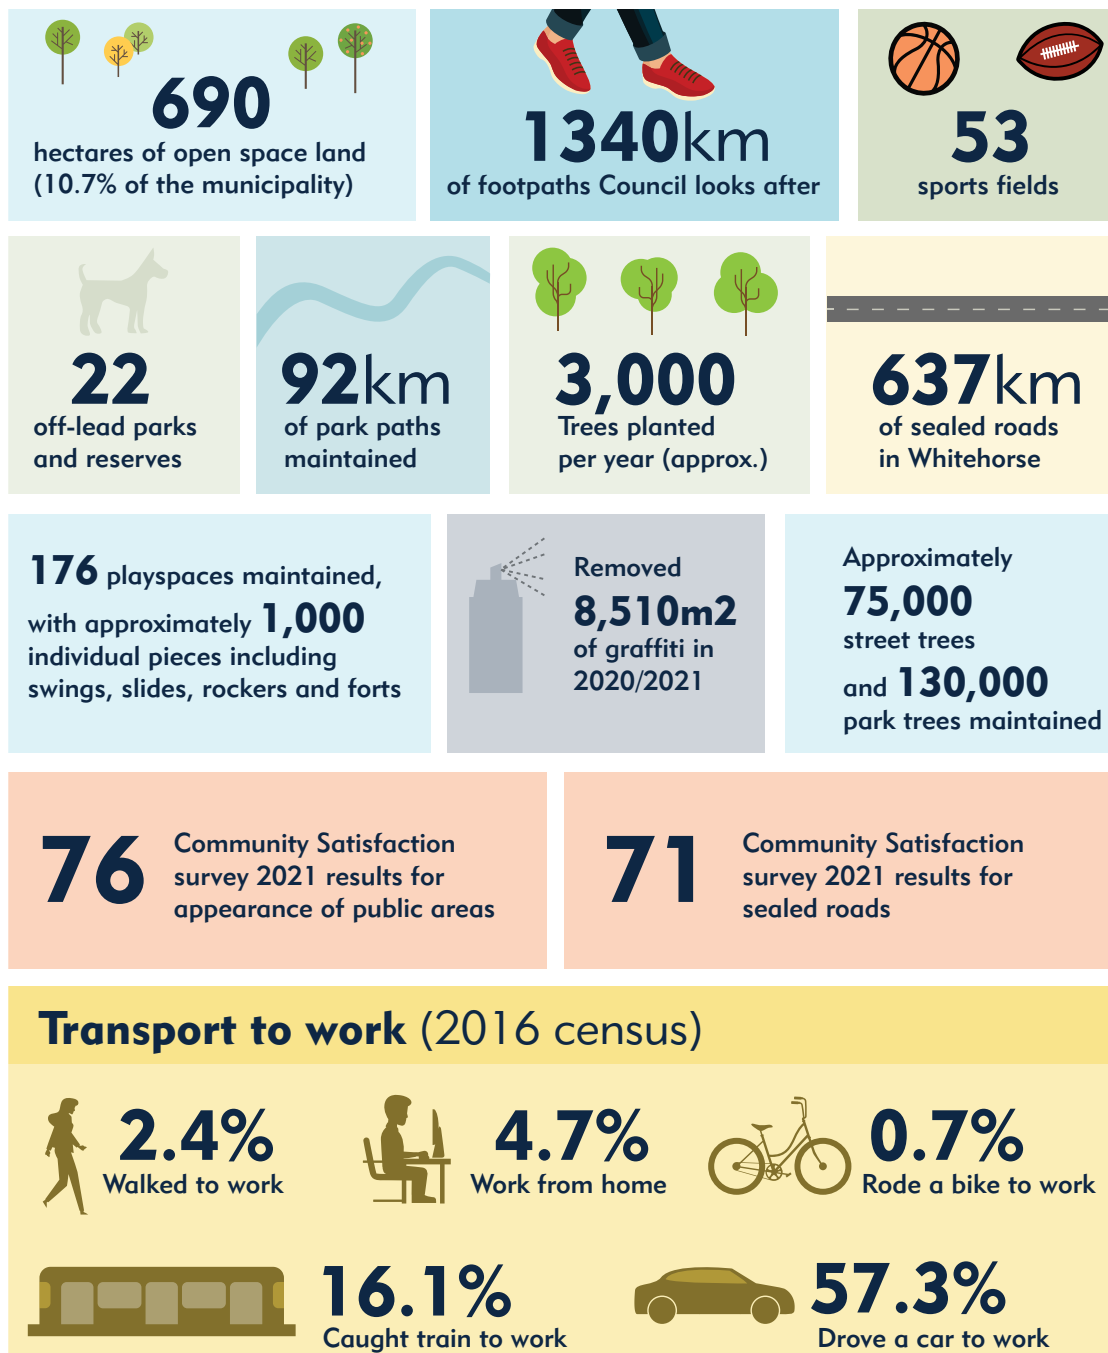 690
hectares of open space land
(10.7% of the municipality)
1340km
of footpaths Council looks after
53
sports fields
22
off-lead parks
and reserves
92km
of park paths
maintained
3,000
Trees planted
per year (approx.)
637km
of sealed roads
in Whitehorse
176 playspaces maintained,
with approximately 1,000
individual pieces including
swings, slides, rockers and forts
Removed
8,510m2
of graffiti in
2020/2021
Approximately
75,000
street trees
and 130,000
park trees maintained
76
Community Satisfaction
survey 2021 results for
appearance of public areas
71
Community Satisfaction
survey 2021 results for
sealed roads
Transport to work (2016 census)
2.4%
Walked to work
4.7%
Work from home
0.7%
Rode a bike to work
16.1%
Caught train to work
57.3%
Drove a car to work